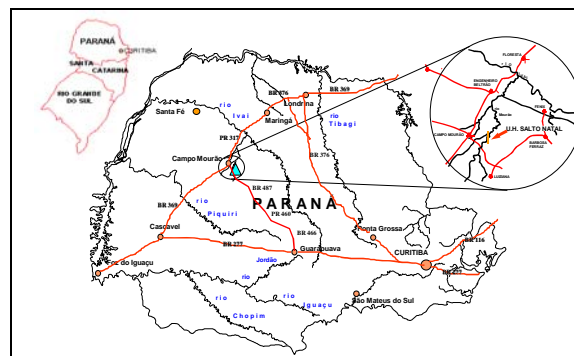 PARANÁ
CURITIBA
SANTA
CATARINA
RIO GRANDE
DO SUL
FLORESTA
ENGENHEIRO
BELTRÃO
Mourão
U.H. SALTO NATAL
CAMPO MOURÃO
BARBOSA
FERRAZ
BR 376
BR 369
Londrina
Santa Fé
rio
Ivaí
Maringá
rio
Tibagi
PR 317
Campo Mourão
BR 376
BR 487
PARANÁ
PR 460
BR 369
rio
Piquiri
BR 466
Ponta Grossa
Cascavel
BR 277
Guarapuava
CURITIBA
BR 116
Jordão
Foz do Iguaçu
rio
BR 277
rio
Iguaçu
São Mateus do Sul
rio
Chopim